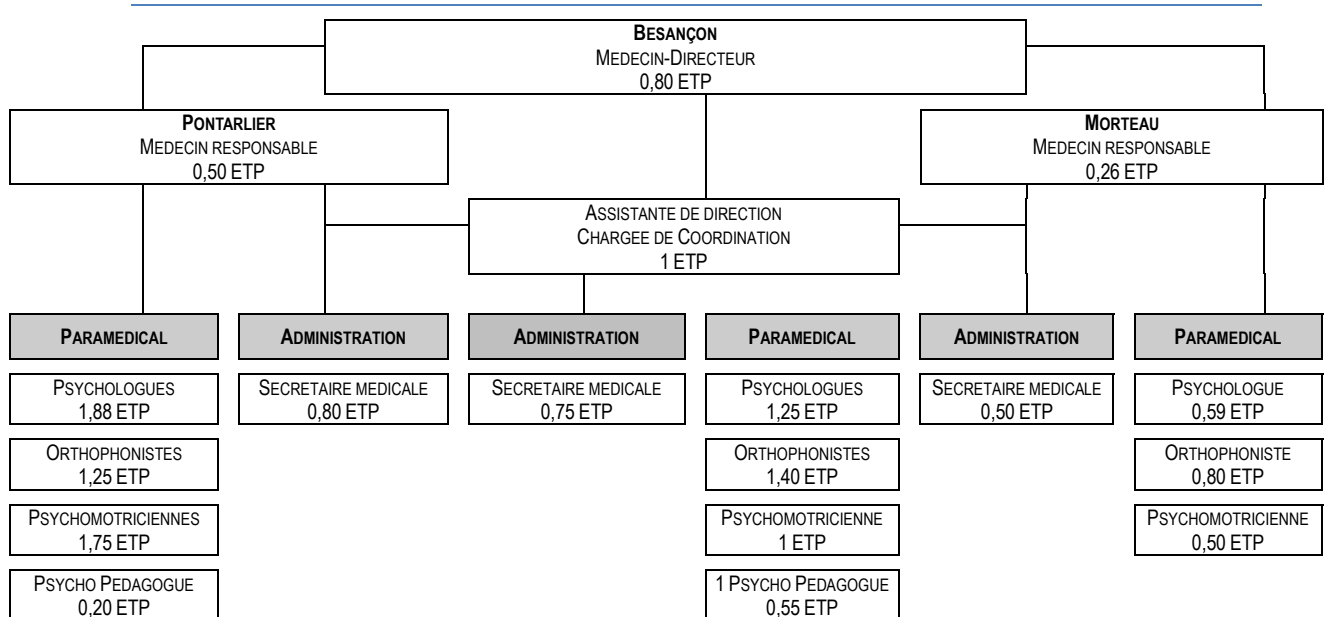 BESANÇON
MEDECIN-DIRECTEUR
0,80 ETP
PONTARLIER
MEDECIN RESPONSABLE
0,50 ETP
MORTEAU
MEDECIN RESPONSABLE
0,26 ETP
ASSISTANTE DE DIRECTION
CHARGEE DE COORDINATION
1 ETP
PARAMEDICAL
ADMINISTRATION
ADMINISTRATION
PARAMEDICAL
ADMINISTRATION
PARAMEDICAL
PSYCHOLOGUES
1,88 ETP
SECRETAIRE MEDICALE
0,80 ETP
SECRETAIRE MEDICALE
0,75 ETP
PSYCHOLOGUES
1,25 ETP
SECRETAIRE MEDICALE
0,50 ETP
PSYCHOLOGUE
0,59 ETP
ORTHOPHONISTES
1,25 ETP
ORTHOPHONISTES
1,40 ETP
ORTHOPHONISTE
0,80 ETP
PSYCHOMOTRICIENNES
1,75 ETP
PSYCHOMOTRICIENNE
1 ETP
PSYCHOMOTRICIENNE
0,50 ETP
PSYCHO PEDAGOGUE
0,20 ETP
1 PSYCHO PEDAGOGUE
0,55 ETP